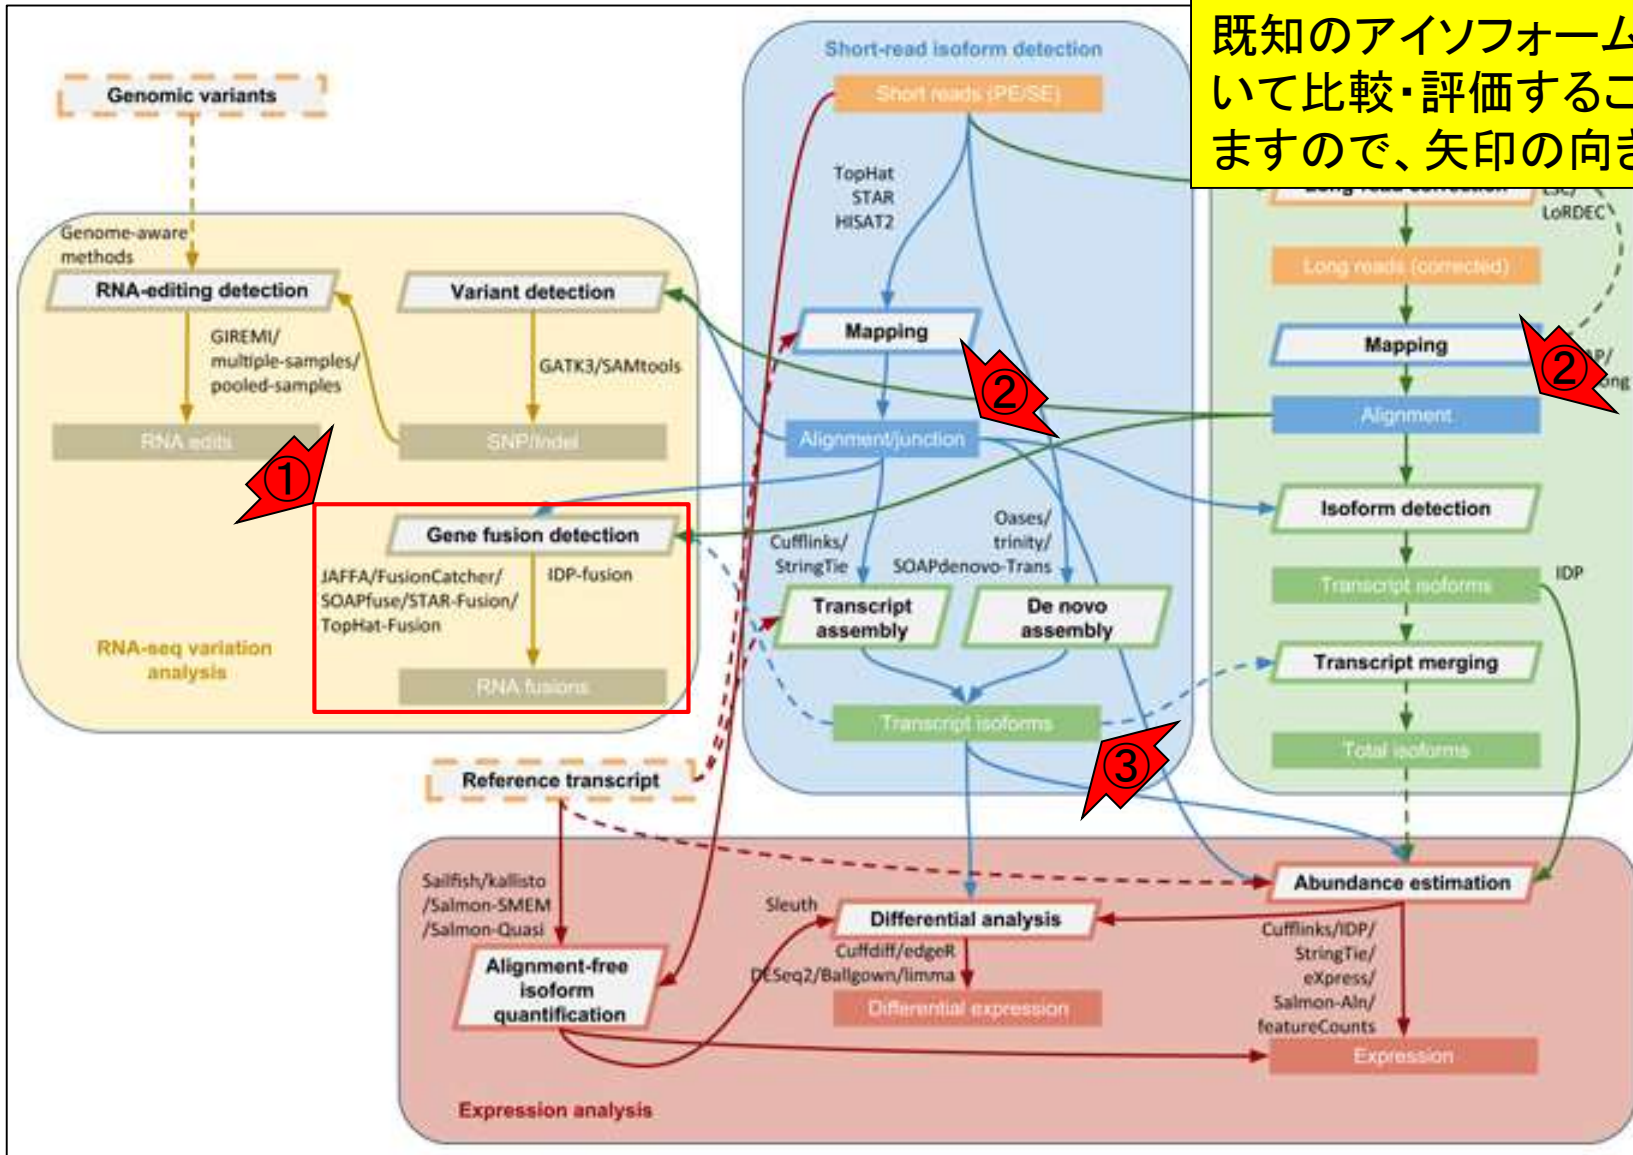 既知のアイソフォーム
いて比較・評価するこ
ますので、矢印の向き
Genomic variants
Genome-aware
methods
RNA-editing detection
GIREMI/
multiple-samples/
pooled-samples
RNA edits
Variant detection
GATK3/SAMtools
SNP/Indel
①
Gene fusion detection
JAFFA/FusionCatcher/
SOAPfuse/STAR-Fusion/
TopHat-Fusion
IDP-fusion
RNA fusions
RNA-seq variation
analysis
Short-read isoform detection
Short reads (PE/SE)
TopHat
STAR
HISAT2
Mapping
②
Alignment/junction
Cufflinks/
StringTie
Oases/
trinity/
SOAPdenovo-Trans
Transcript
assembly
De novo
assembly
Transcript isoforms
③
LoRDEC
Long reads (corrected)
Mapping
②
Alignment
Isoform detection
Transcript isoforms
IDP
Transcript merging
Total isoforms
Reference transcript
Sailfish/kallisto
/Salmon-SMEM
/Salmon-Quasi
Alignment-free
isoform
quantification
Sleuth
Differential analysis
Cuffdiff/edgeR
DESeq2/Ballgown/limma
Differential expression
Abundance estimation
Cufflinks/IDP/
StringTie/
eXpress/
Salmon-Aln/
featureCounts
Expression
Expression analysis